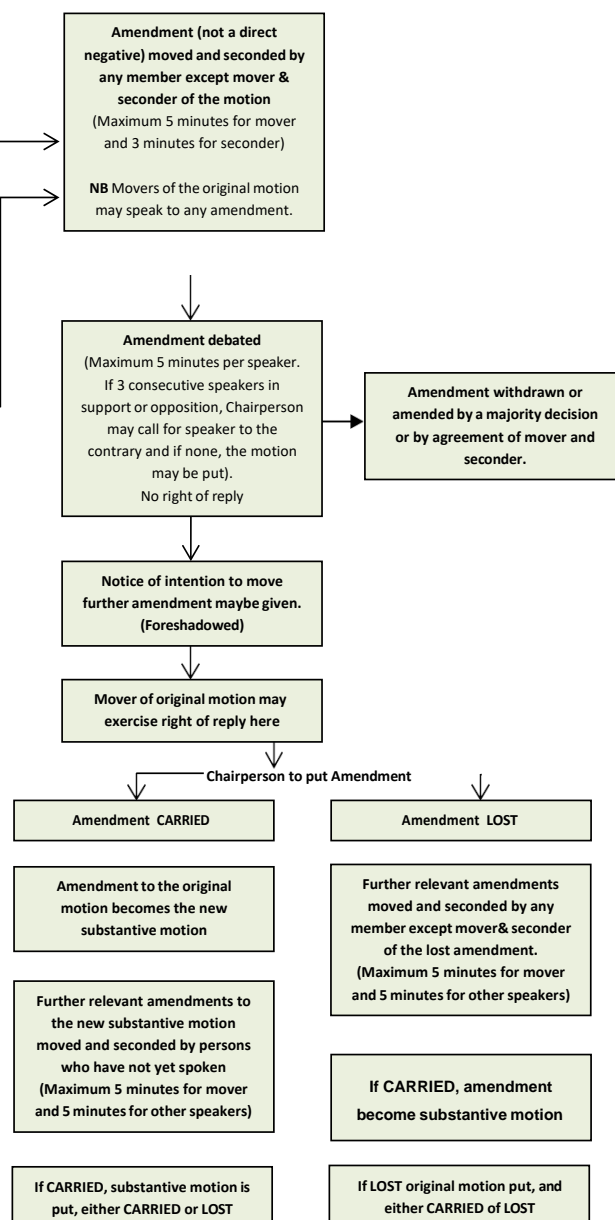 Amendment (not a direct
negative) moved and seconded by
any member except mover &
seconder of the motion
(Maximum 5 minutes for mover
and 3 minutes for seconder)
NB Movers of the original motion
may speak to any amendment.
Amendment debated
(Maximum 5 minutes per speaker.
If 3 consecutive speakers in
support or opposition, Chairperson
may call for speaker to the
contrary and if none, the motion
may be put).
No right of reply
Amendment withdrawn or
amended by a majority decision
or by agreement of mover and
seconder.
Notice of intention to move
further amendment maybe given.
(Foreshadowed)
Mover of original motion may
exercise right of reply here
Chairperson to put Amendment
Amendment CARRIED
Amendment to the original
motion becomes the new
substantive motion
Further relevant amendments to
the new substantive motion
moved and seconded by persons
who have not yet spoken
(Maximum 5 minutes for mover
and 5 minutes for other speakers)
If CARRIED, substantive motion is
put, either CARRIED or LOST
Amendment LOST
Further relevant amendments
moved and seconded by any
member except mover& seconder
of the lost amendment.
(Maximum 5 minutes for mover
and 5 minutes for other speakers)
If CARRIED, amendment
become substantive motion
If LOST original motion put, and
either CARRIED of LOST